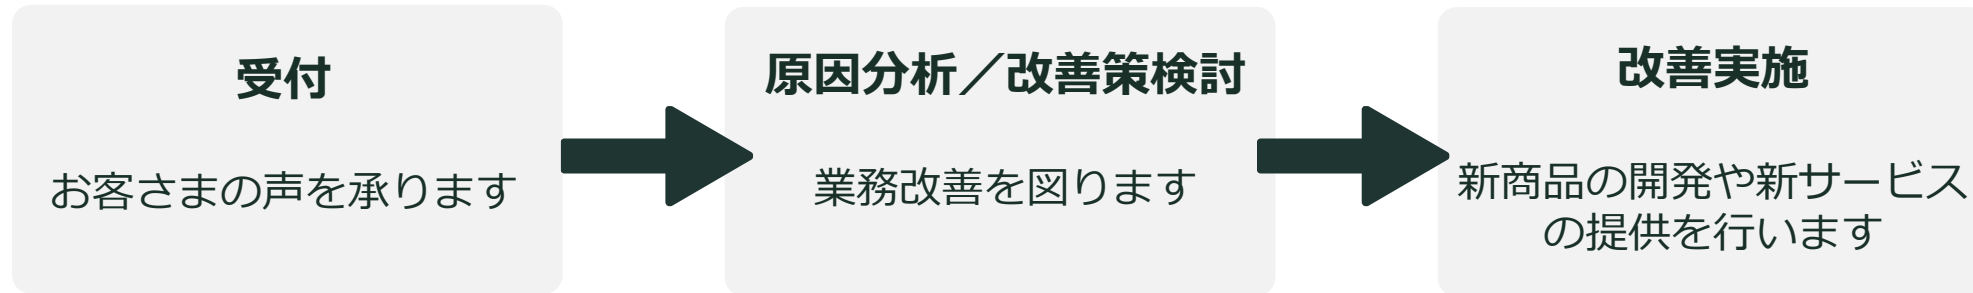 受付
お客さまの声を承ります
原因分析／改善策検討
業務改善を図ります
改善実施
新商品の開発や新サービス
の提供を行います